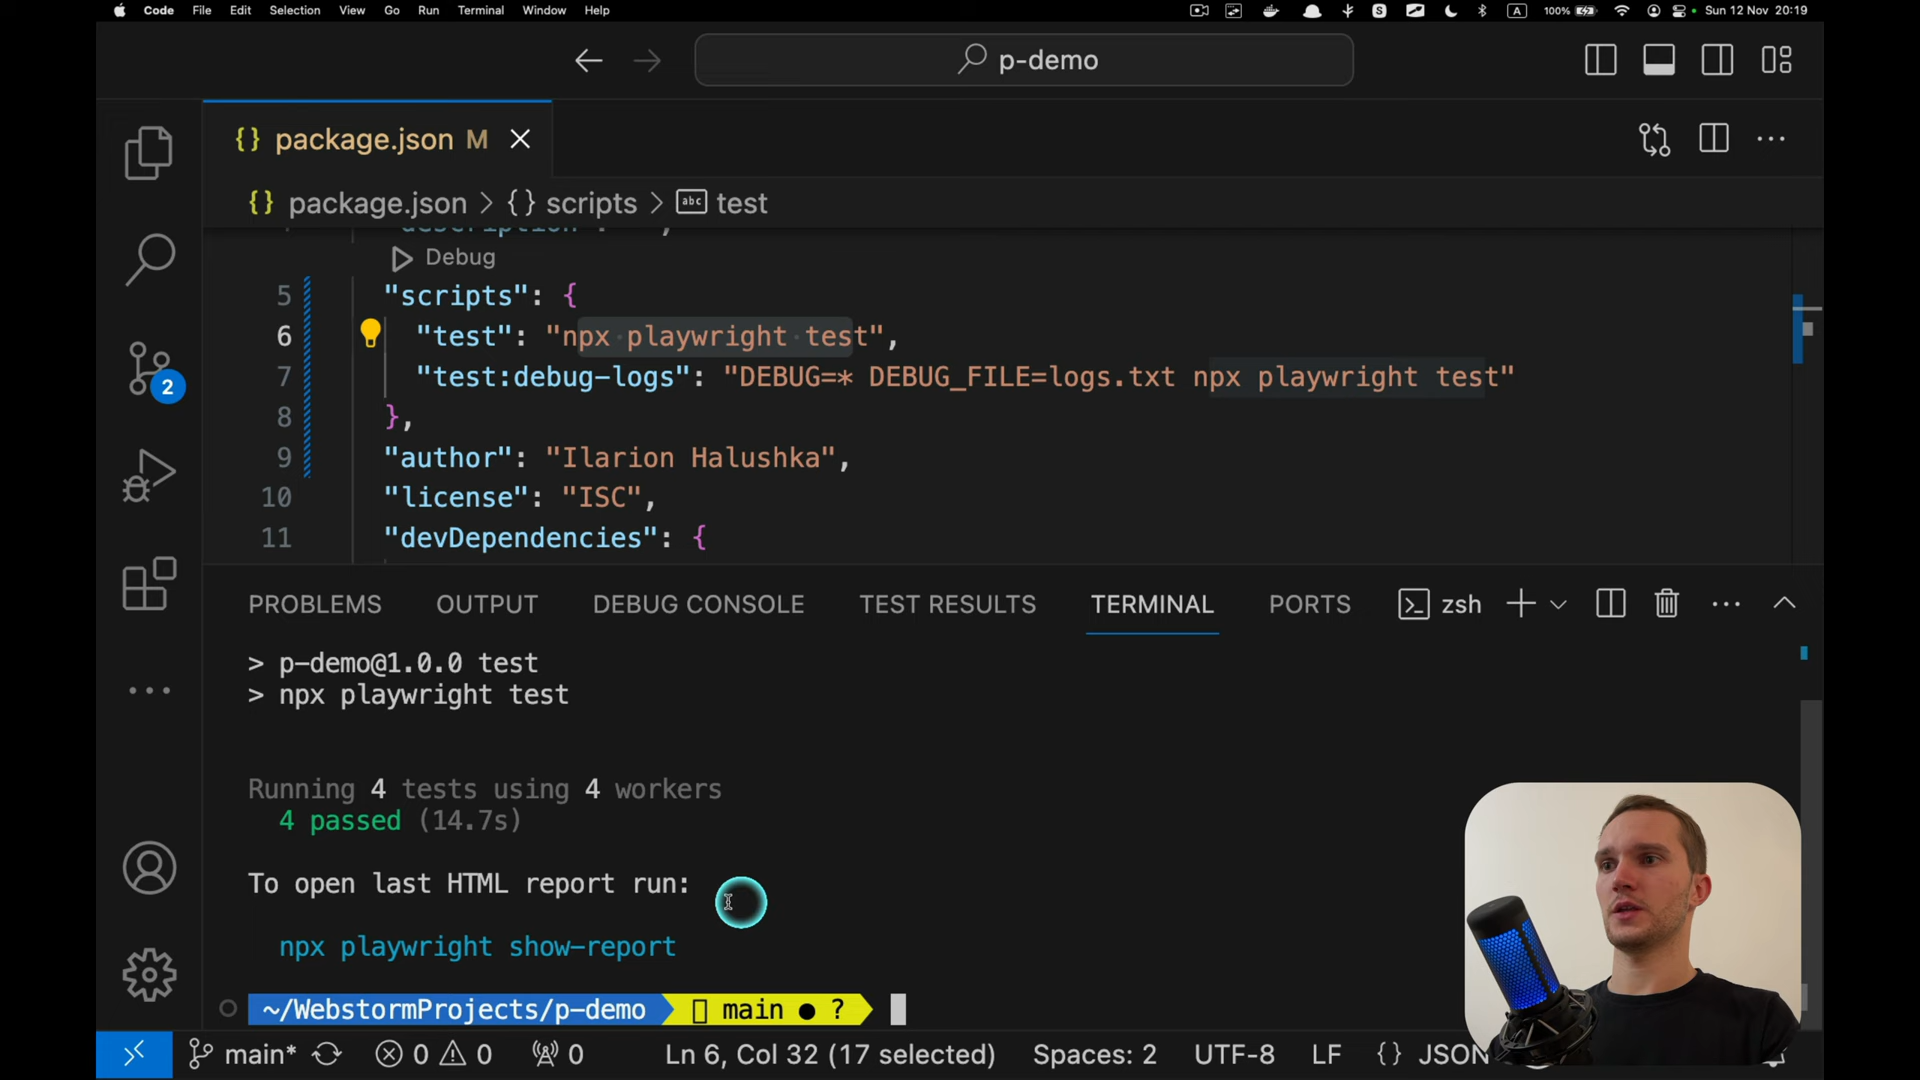 Code File Edit Selection View Go Run Terminal Window Help
A 100% Sun 12 Nov 20:19
p-demo
{} package.json M
{} package.json > {} scripts > abc test
Debug
5 "scripts": {
6 "test": "npx playwright test",
7 "test:debug-logs": "DEBUG=* DEBUG_FILE=logs.txt npx playwright test"
8 },
9 "author": "Ilarion Halushka",
10 "license": "ISC",
11 "devDependencies": {
2
PROBLEMS OUTPUT DEBUG CONSOLE TEST RESULTS TERMINAL PORTS zsh
> p-demo@1.0.0 test
> npx playwright test
Running 4 tests using 4 workers
4 passed (14.7s)
To open last HTML report run:
npx playwright show-report
~/WebstormProjects/p-demo main ● ?
main* 0 0 0 Ln 6, Col 32 (17 selected) Spaces: 2 UTF-8 LF {} JSON